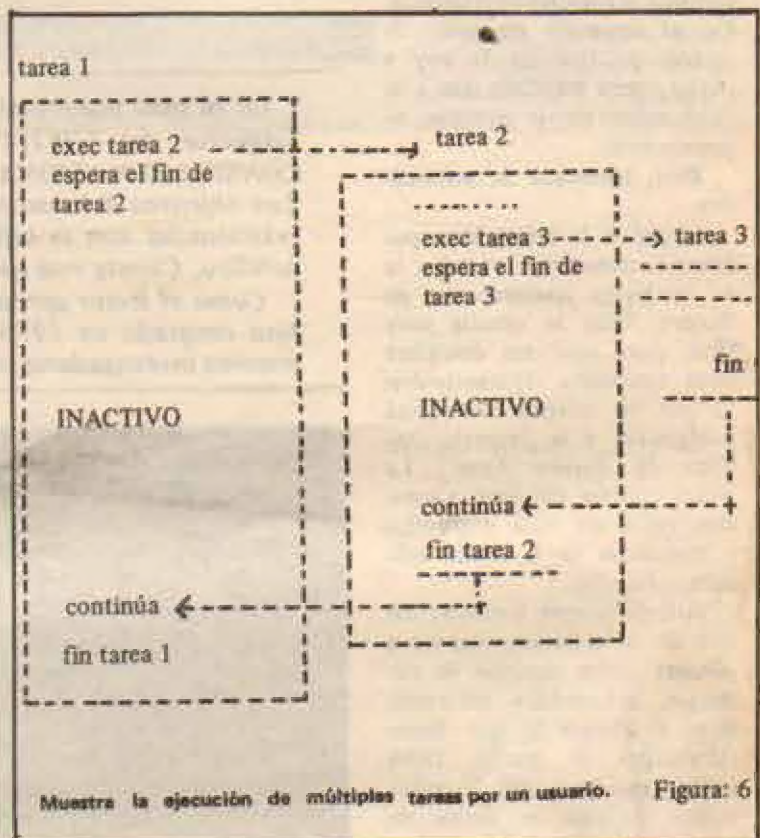 tarea 1
exec tarea 2
espera el fin de
tarea 2
INACTIVO
continúa
fin tarea 1
tarea 2
exec tarea 3
espera el fin de
tarea 3
INACTIVO
continúa
fin tarea 2
tarea 3
fin
Muestra la ejecución de múltiples tareas por un usuario.
Figura: 6